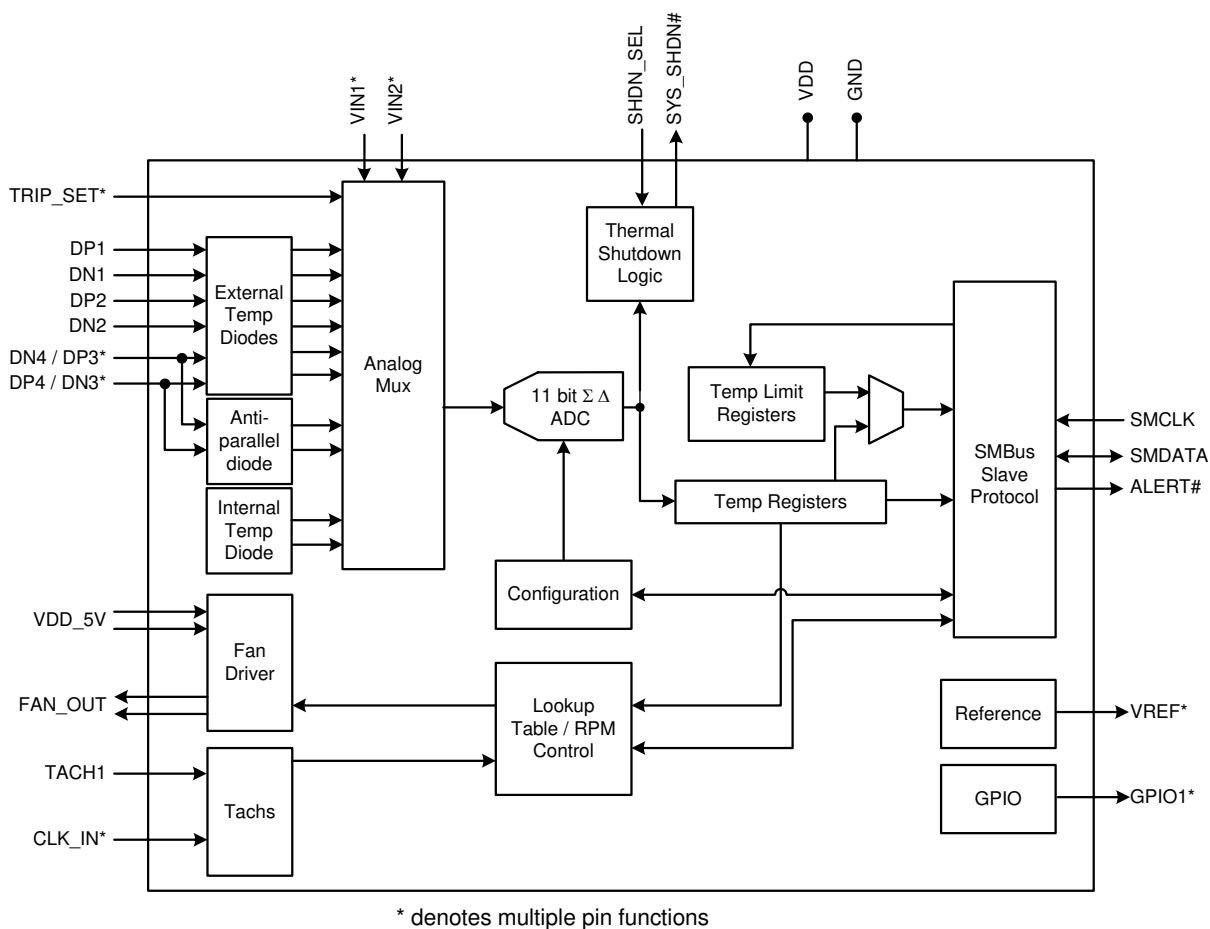 VIN1*
VIN2*
SHDN_SEL
SYS_SHDN#
VDD
GND
TRIP_SET*
DP1
DN1
DP2
DN2
DN4 / DP3*
DP4 / DN3*
External
Temp
Diodes
Anti-
parallel
diode
Internal
Temp
Diode
Analog
Mux
11 bit Σ Δ
ADC
Thermal
Shutdown
Logic
Temp Limit
Registers
Temp Registers
Configuration
SMBus
Slave
Protocol
SMCLK
SMDATA
ALERT#
VDD_5V
FAN_OUT
Fan
Driver
Lookup
Table / RPM
Control
TACH1
CLK_IN*
Tachs
Reference
VREF*
GPIO
GPIO1*
* denotes multiple pin functions